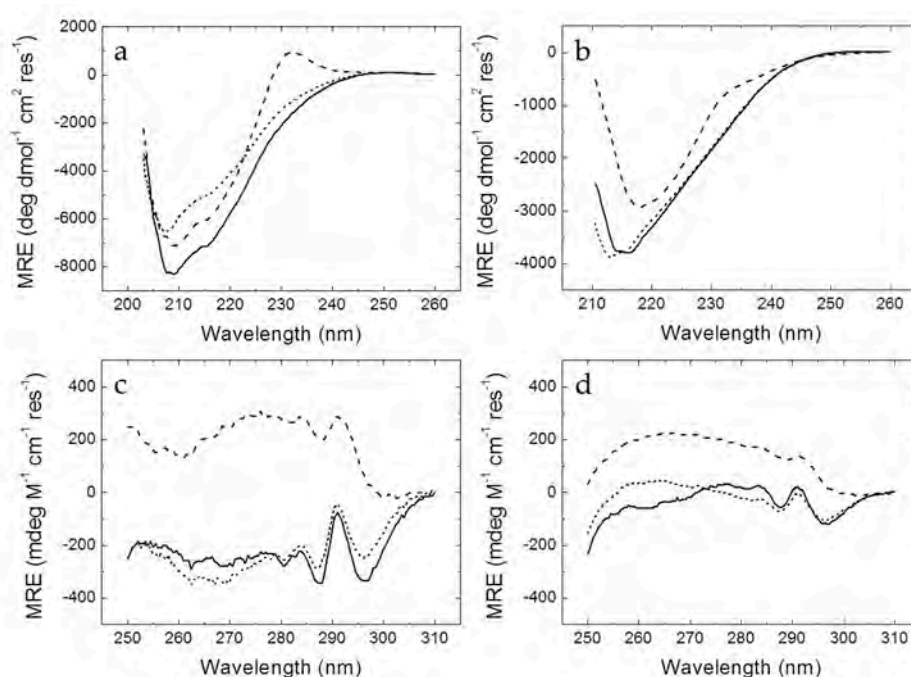 a
2000
0
-2000
-4000
-6000
-8000
MRE (deg dmol⁻¹ cm² res⁻¹)
200 210 220 230 240 250 260
Wavelength (nm)
b
0
-1000
-2000
-3000
-4000
MRE (deg dmol⁻¹ cm² res⁻¹)
210 220 230 240 250 260
Wavelength (nm)
c
400
200
0
-200
-400
MRE (mdeg M⁻¹ cm⁻¹ res⁻¹)
250 260 270 280 290 300 310
Wavelength (nm)
d
400
200
0
-200
-400
MRE (mdeg M⁻¹ cm⁻¹ res⁻¹)
250 260 270 280 290 300 310
Wavelength (nm)